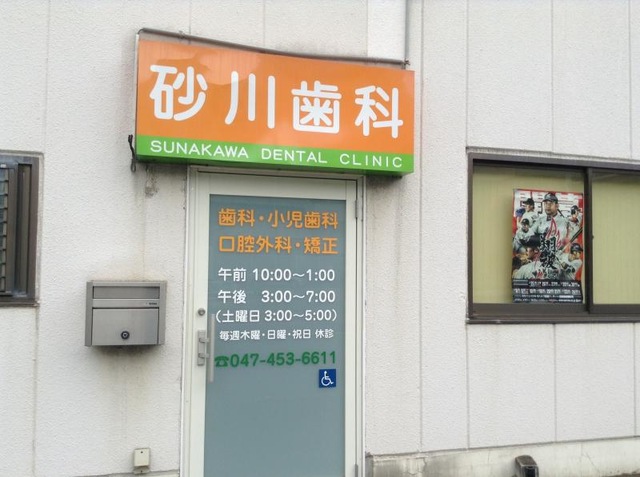 砂川歯科
SUNAKAWA DENTAL CLINIC
歯科・小児歯科
口腔外科・矯正
午前 10:00～1:00
午後 3:00～7:00
(土曜日 3:00～5:00)
毎週木曜・日曜・祝日 休診
☎047-453-6611